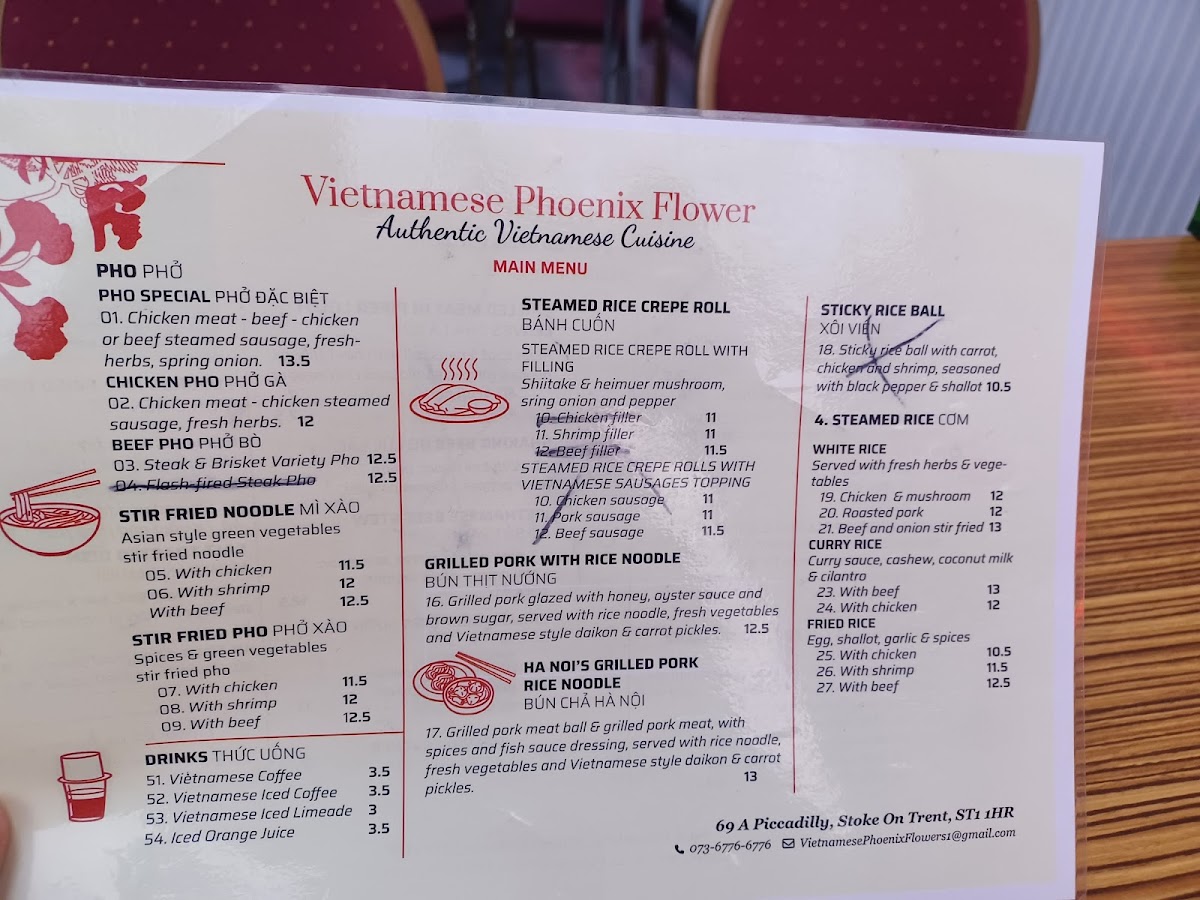 Vietnamese Phoenix Flower
Authentic Vietnamese Cuisine
MAIN MENU
PHO PHỞ
PHO SPECIAL PHỞ ĐẶC BIỆT
01. Chicken meat - beef - chicken
or beef steamed sausage, fresh-
herbs, spring onion. 13.5
CHICKEN PHO PHỞ GÀ
02. Chicken meat - chicken steamed
sausage, fresh herbs. 12
BEEF PHO PHỞ BÒ
03. Steak & Brisket Variety Pho 12.5
04. Flash-fired Steak Pho 12.5
STIR FRIED NOODLE MÌ XÀO
Asian style green vegetables
stir fried noodle
05. With chicken 11.5
06. With shrimp 12
With beef 12.5
STIR FRIED PHO PHỞ XÀO
Spices & green vegetables
stir fried pho
07. With chicken 11.5
08. With shrimp 12
09. With beef 12.5
DRINKS THỨC UỐNG
51. Viètnamese Coffee 3.5
52. Vietnamese Iced Coffee 3.5
53. Vietnamese Iced Limeade 3
54. Iced Orange Juice 3.5
STEAMED RICE CREPE ROLL
BÁNH CUỐN
STEAMED RICE CREPE ROLL WITH
FILLING
Shiitake & heimuer mushroom,
sring onion and pepper
10. Chicken filler 11
11. Shrimp filler 11
12. Beef filler 11.5
STEAMED RICE CREPE ROLLS WITH
VIETNAMESE SAUSAGES TOPPING
10. Chicken sausage 11
11. Pork sausage 11
12. Beef sausage 11.5
GRILLED PORK WITH RICE NOODLE
BÚN THỊT NƯỚNG
16. Grilled pork glazed with honey, oyster sauce and
brown sugar, served with rice noodle, fresh vegetables
and Vietnamese style daikon & carrot pickles. 12.5
HA NOI'S GRILLED PORK
RICE NOODLE
BÚN CHẢ HÀ NỘI
17. Grilled pork meat ball & grilled pork meat, with
spices and fish sauce dressing, served with rice noodle,
fresh vegetables and Vietnamese style daikon & carrot
pickles. 13
STICKY RICE BALL
XÔI VIÊN
18. Sticky rice ball with carrot,
chicken and shrimp, seasoned
with black pepper & shallot 10.5
4. STEAMED RICE CƠM
WHITE RICE
Served with fresh herbs & vege-
tables
19. Chicken & mushroom 12
20. Roasted pork 12
21. Beef and onion stir fried 13
CURRY RICE
Curry sauce, cashew, coconut milk
& cilantro
23. With beef 13
24. With chicken 12
FRIED RICE
Egg, shallot, garlic & spices
25. With chicken 10.5
26. With shrimp 11.5
27. With beef 12.5
69 A Piccadilly, Stoke On Trent, ST1 1HR
073-6776-6776 VietnamesePhoenixFlowers1@gmail.com